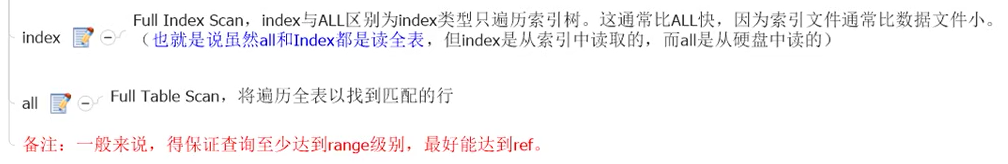 index Full Index Scan，index与ALL区别为index类型只遍历索引树。这通常比ALL快，因为索引文件通常比数据文件小。
（也就是说虽然all和Index都是读全表，但index是从索引中读取的，而all是从硬盘中读的）
all Full Table Scan，将遍历全表以找到匹配的行
备注：一般来说，得保证查询至少达到range级别，最好能达到ref。